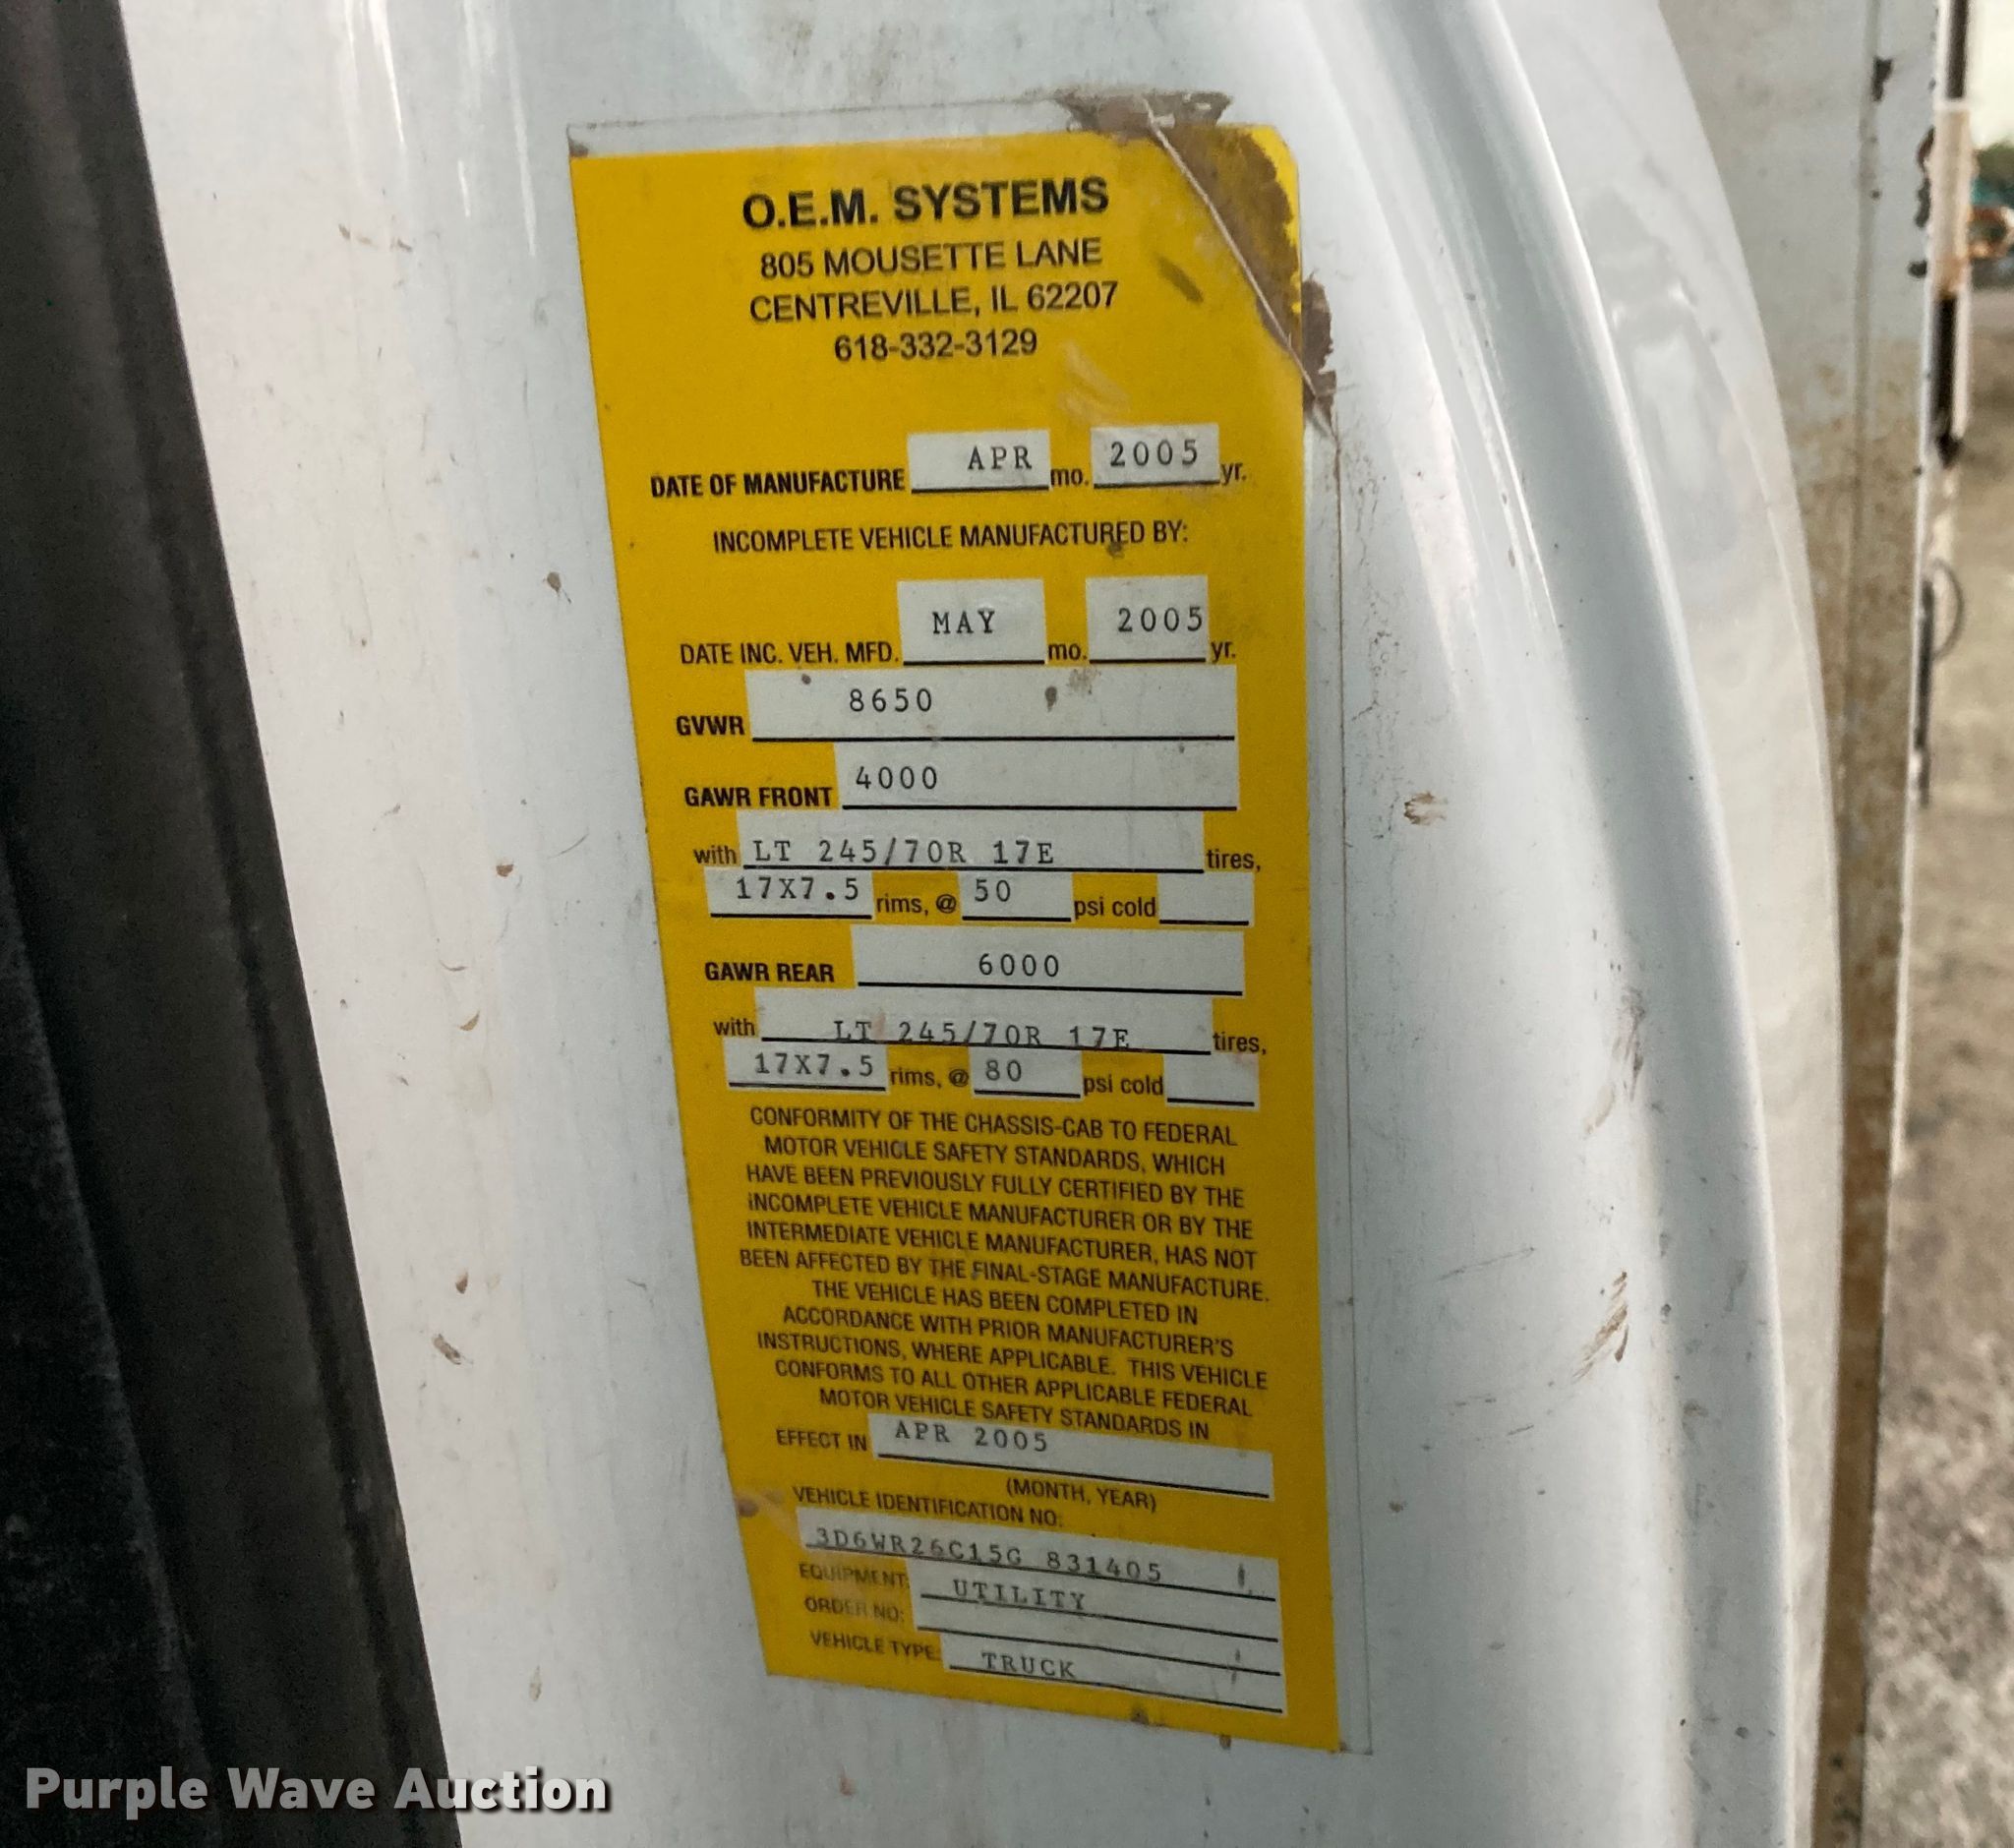 O.E.M. SYSTEMS
805 MOUSETTE LANE
CENTREVILLE, IL 62207
618-332-3129
DATE OF MANUFACTURE APR mo. 2005 yr.
INCOMPLETE VEHICLE MANUFACTURED BY:
DATE INC. VEH. MFD. MAY mo. 2005 yr.
GVWR 8650
GAWR FRONT 4000
with LT 245/70R 17E tires,
17X7.5 rims, @ 50 psi cold
GAWR REAR 6000
with LT 245/70R 17E tires,
17X7.5 rims, @ 80 psi cold
CONFORMITY OF THE CHASSIS-CAB TO FEDERAL
MOTOR VEHICLE SAFETY STANDARDS, WHICH
HAVE BEEN PREVIOUSLY FULLY CERTIFIED BY THE
INCOMPLETE VEHICLE MANUFACTURER OR BY THE
INTERMEDIATE VEHICLE MANUFACTURER, HAS NOT
BEEN AFFECTED BY THE FINAL-STAGE MANUFACTURE.
THE VEHICLE HAS BEEN COMPLETED IN
ACCORDANCE WITH PRIOR MANUFACTURER'S
INSTRUCTIONS, WHERE APPLICABLE. THIS VEHICLE
CONFORMS TO ALL OTHER APPLICABLE FEDERAL
MOTOR VEHICLE SAFETY STANDARDS IN
EFFECT IN APR 2005
(MONTH, YEAR)
VEHICLE IDENTIFICATION NO:
3D6WR26C15G 831405
EQUIPMENT: UTILITY
ORDER NO:
VEHICLE TYPE: TRUCK
Purple Wave Auction